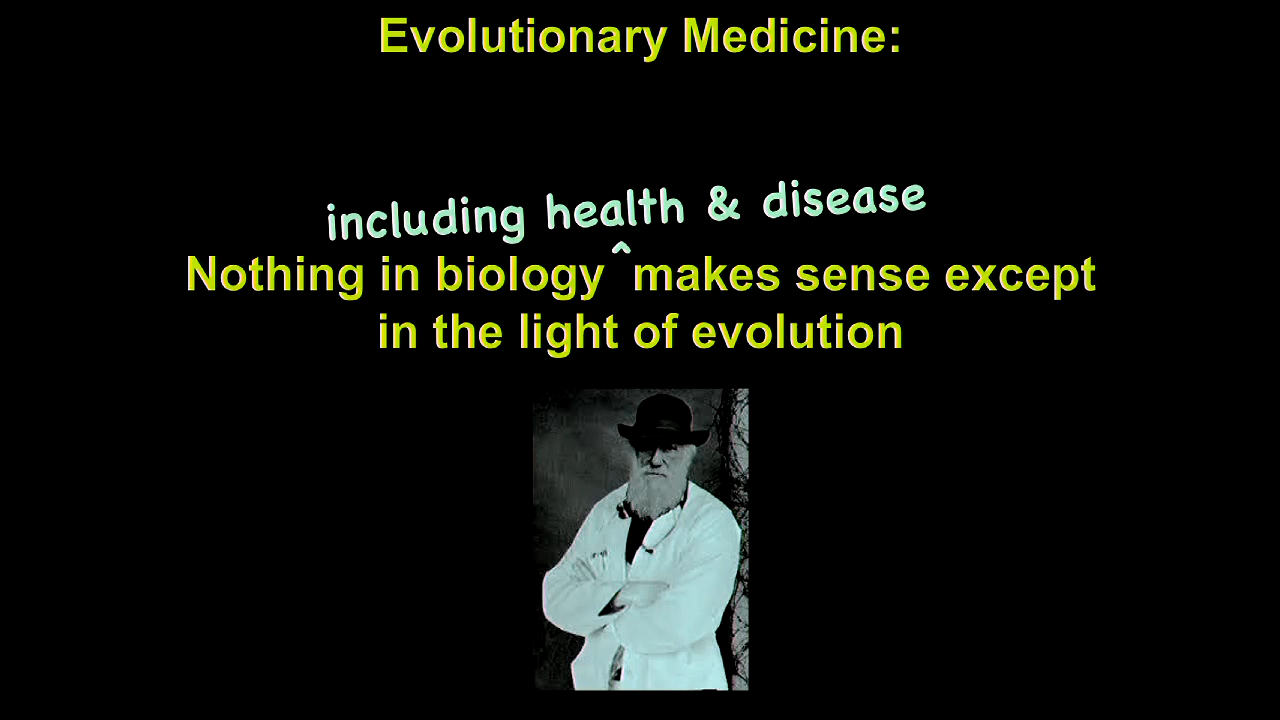 Evolutionary Medicine:
including health & disease
^
Nothing in biology makes sense except
in the light of evolution